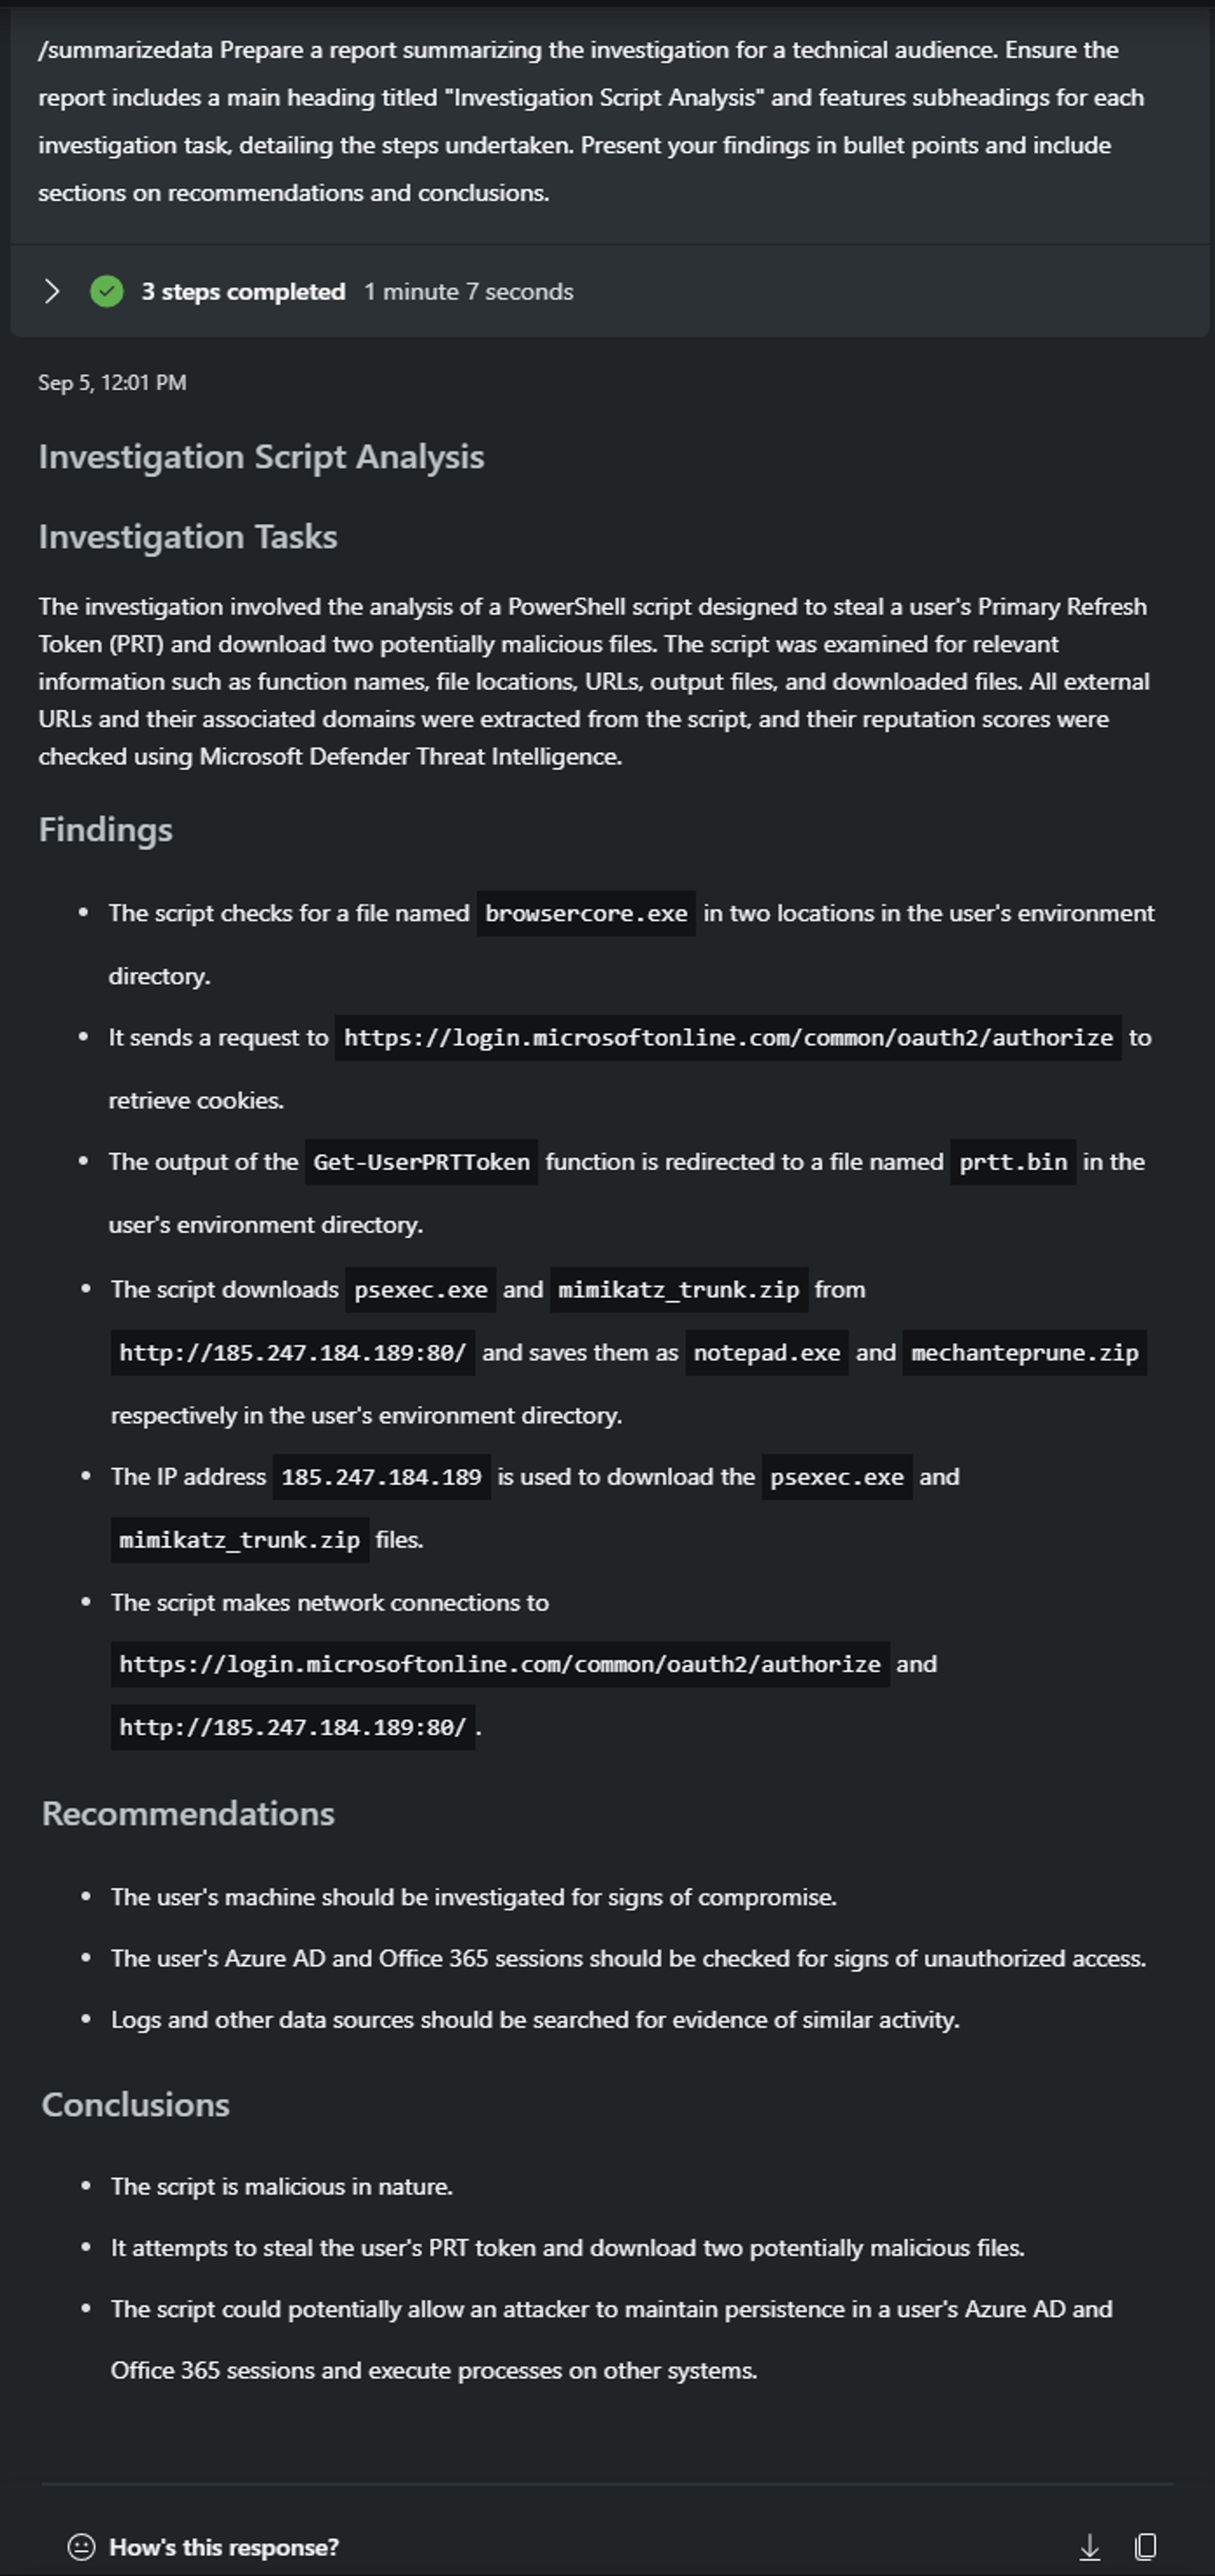 /summarizedata Prepare a report summarizing the investigation for a technical audience. Ensure the
report includes a main heading titled "Investigation Script Analysis" and features subheadings for each
investigation task, detailing the steps undertaken. Present your findings in bullet points and include
sections on recommendations and conclusions.
3 steps completed 1 minute 7 seconds
Sep 5, 12:01 PM
Investigation Script Analysis
Investigation Tasks
The investigation involved the analysis of a PowerShell script designed to steal a user's Primary Refresh
Token (PRT) and download two potentially malicious files. The script was examined for relevant
information such as function names, file locations, URLs, output files, and downloaded files. All external
URLs and their associated domains were extracted from the script, and their reputation scores were
checked using Microsoft Defender Threat Intelligence.
Findings
• The script checks for a file named browsercore.exe in two locations in the user's environment
directory.
• It sends a request to https://login.microsoftonline.com/common/oauth2/authorize to
retrieve cookies.
• The output of the Get-UserPRTToken function is redirected to a file named prtt.bin in the
user's environment directory.
• The script downloads psexec.exe and mimikatz_trunk.zip from
http://185.247.184.189:80/ and saves them as notepad.exe and mechanteprune.zip
respectively in the user's environment directory.
• The IP address 185.247.184.189 is used to download the psexec.exe and
mimikatz_trunk.zip files.
• The script makes network connections to
https://login.microsoftonline.com/common/oauth2/authorize and
http://185.247.184.189:80/ .
Recommendations
• The user's machine should be investigated for signs of compromise.
• The user's Azure AD and Office 365 sessions should be checked for signs of unauthorized access.
• Logs and other data sources should be searched for evidence of similar activity.
Conclusions
• The script is malicious in nature.
• It attempts to steal the user's PRT token and download two potentially malicious files.
• The script could potentially allow an attacker to maintain persistence in a user's Azure AD and
Office 365 sessions and execute processes on other systems.
How's this response?